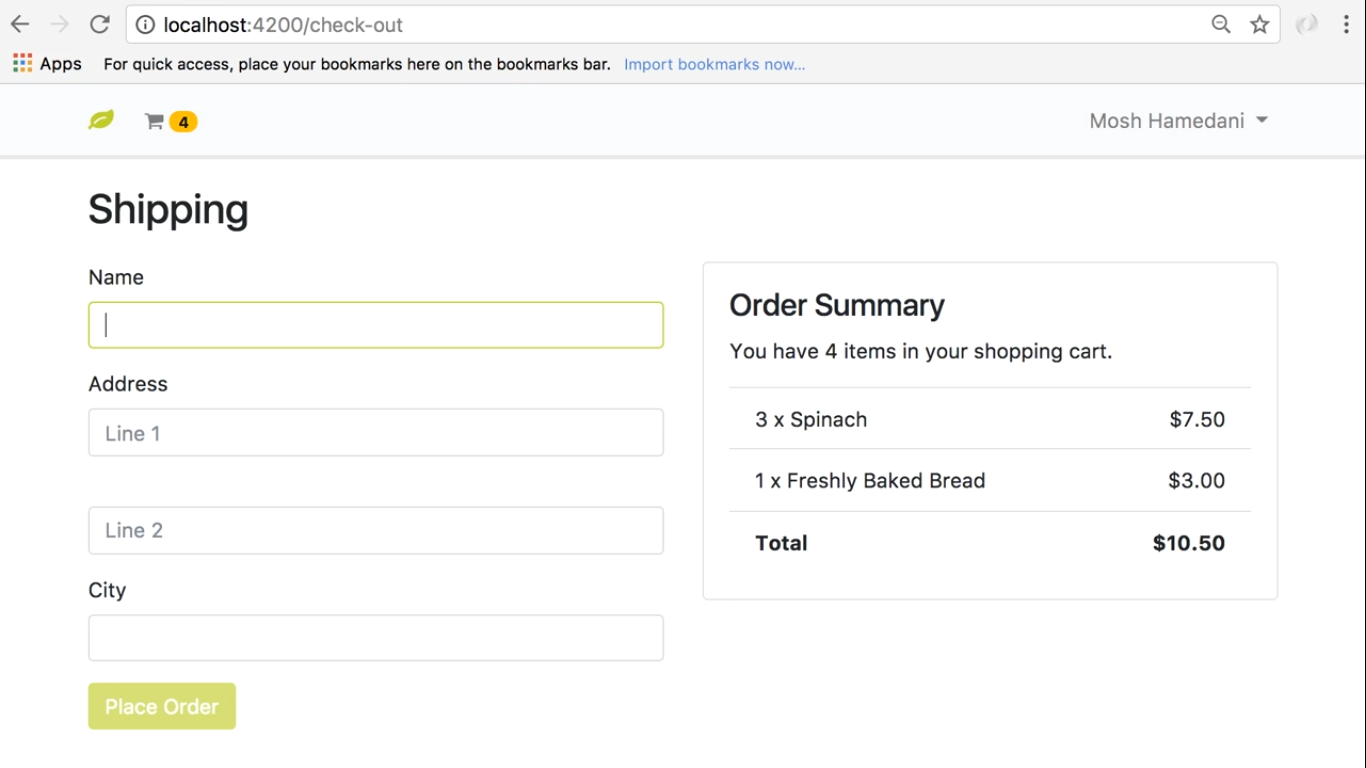 localhost:4200/check-out
Apps For quick access, place your bookmarks here on the bookmarks bar. Import bookmarks now...
4 Mosh Hamedani
Shipping
Name
Address
Line 1
Line 2
City
Place Order
Order Summary
You have 4 items in your shopping cart.
3 x Spinach $7.50
1 x Freshly Baked Bread $3.00
Total $10.50